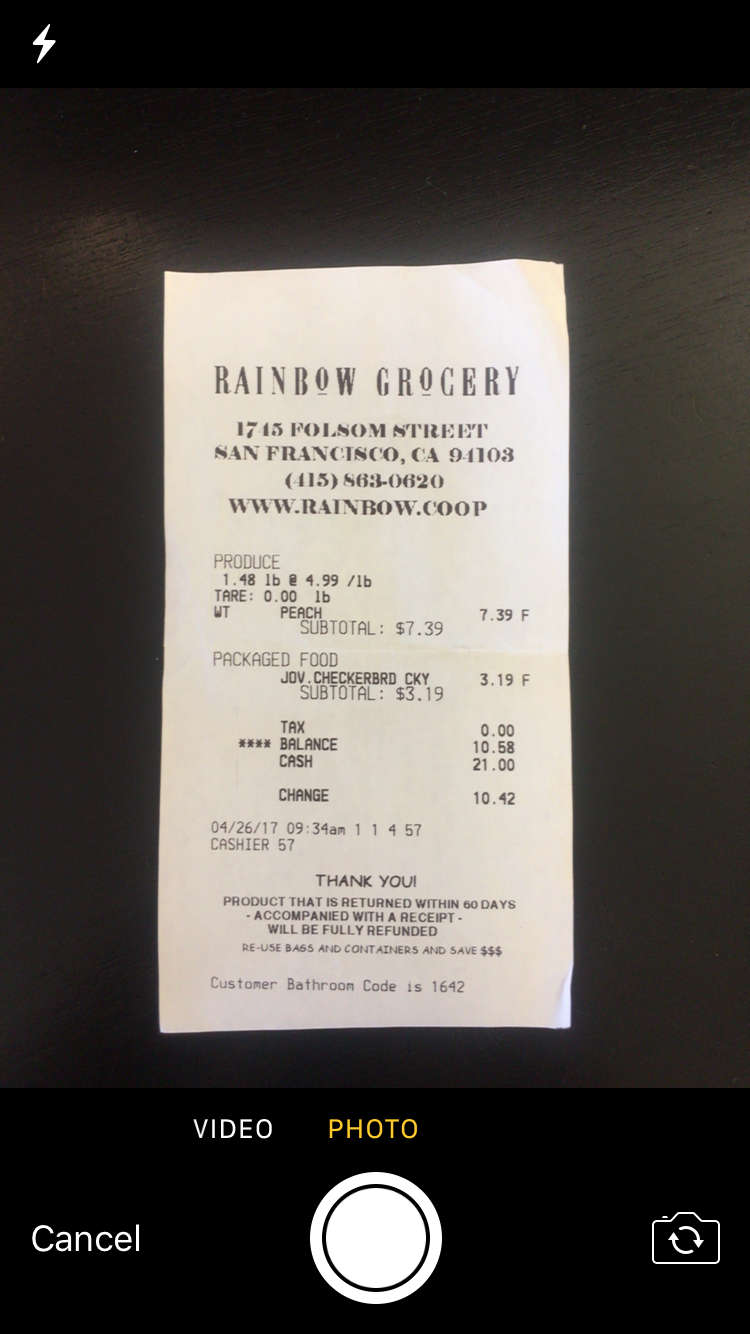 RAINBOW GROCERY
1745 FOLSOM STREET
SAN FRANCISCO, CA 94103
(415) 863-0620
WWW.RAINBOW.COOP
PRODUCE
1.48 lb @ 4.99 /lb
TARE: 0.00 lb
WT PEACH 7.39 F
SUBTOTAL: $7.39
PACKAGED FOOD
JOV.CHECKERBRD CKY 3.19 F
SUBTOTAL: $3.19
TAX 0.00
**** BALANCE 10.58
CASH 21.00
CHANGE 10.42
04/26/17 09:34am 1 1 4 57
CASHIER 57
THANK YOU!
PRODUCT THAT IS RETURNED WITHIN 60 DAYS
- ACCOMPANIED WITH A RECEIPT -
WILL BE FULLY REFUNDED
RE-USE BAGS AND CONTAINERS AND SAVE $$$
Customer Bathroom Code is 1642
VIDEO PHOTO
Cancel